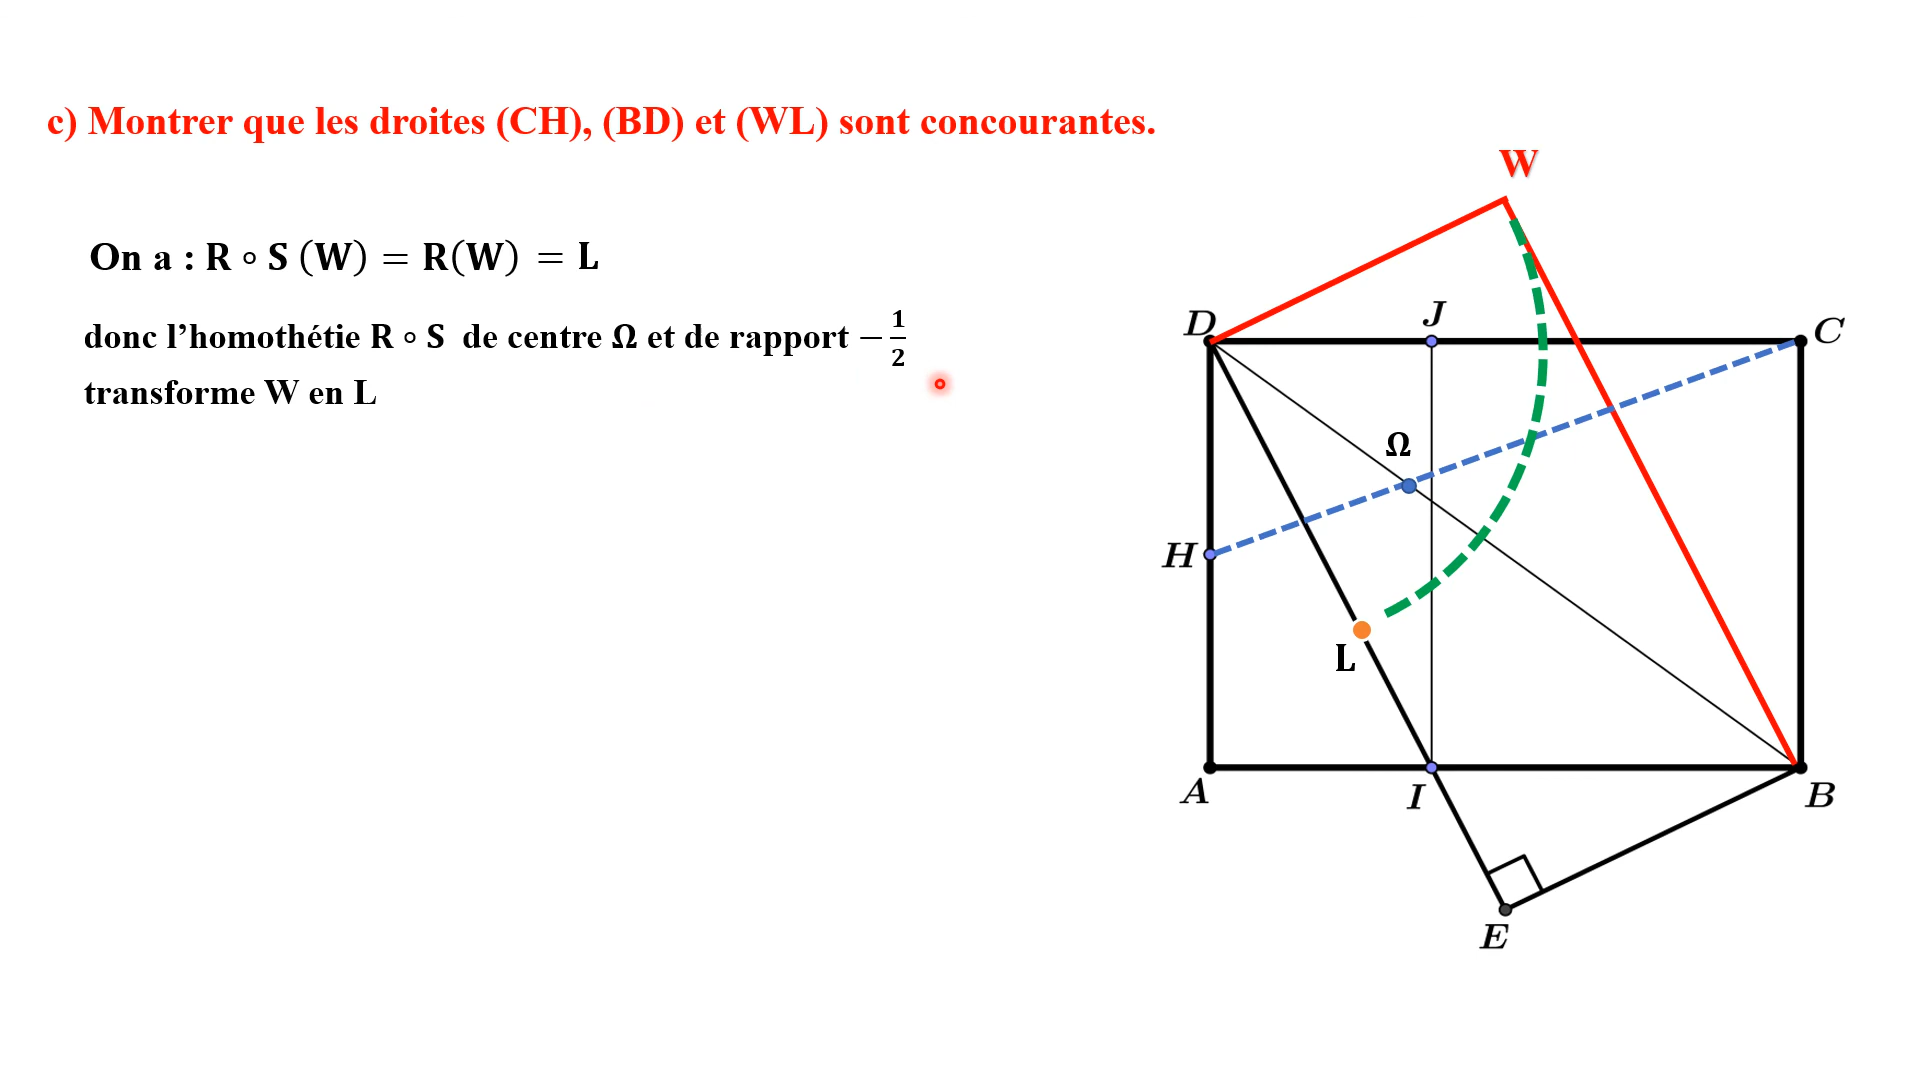 c) Montrer que les droites (CH), (BD) et (WL) sont concourantes.
On a : R ∘ S (W) = R(W) = L
donc l’homothétie R ∘ S de centre Ω et de rapport − 1/2
transforme W en L
W
D
J
C
Ω
H
L
A
I
B
E